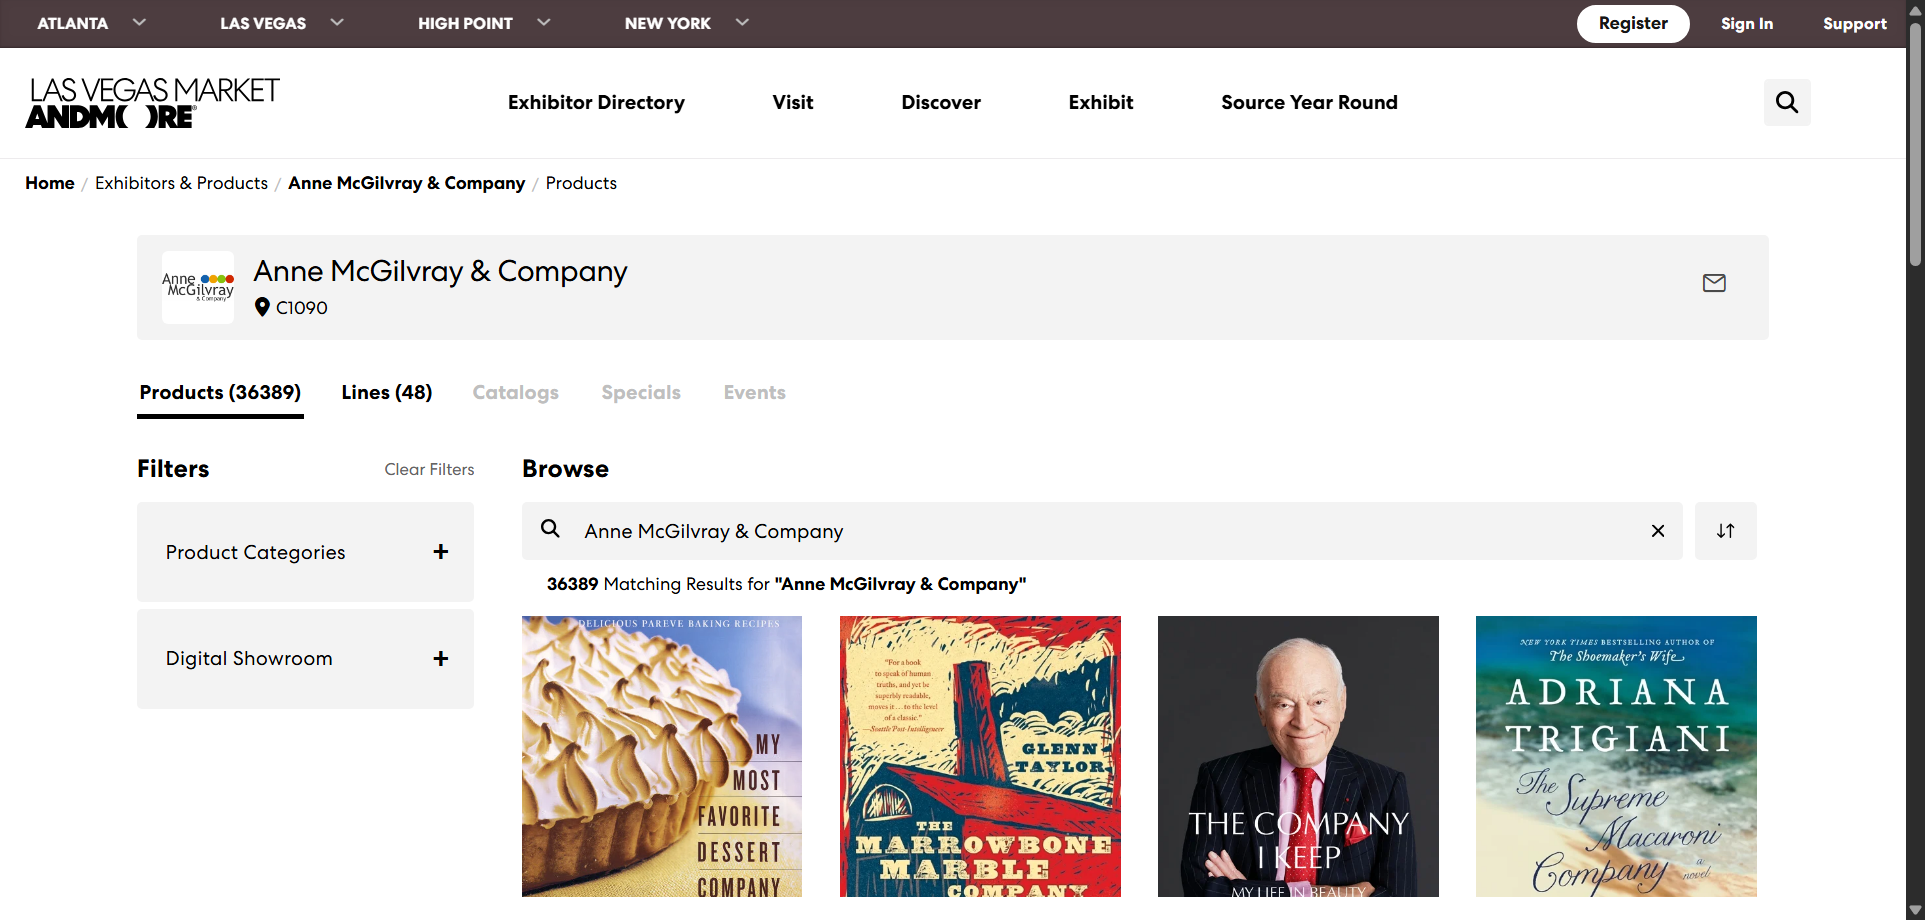 ATLANTA LAS VEGAS HIGH POINT NEW YORK Register Sign In Support
LAS VEGAS MARKET
ANDM( )RE
Exhibitor Directory Visit Discover Exhibit Source Year Round
Home / Exhibitors & Products / Anne McGilvray & Company / Products
Anne
McGilvray
& Company
Anne McGilvray & Company
C1090
Products (36389) Lines (48) Catalogs Specials Events
Filters Clear Filters
Browse
Product Categories +
Digital Showroom +
Anne McGilvray & Company
36389 Matching Results for "Anne McGilvray & Company"
DELICIOUS PAREVE BAKING RECIPES
MY
MOST
FAVORITE
DESSERT
COMPANY
"For a book
to speak of human
truths, and yet be
superbly readable,
moves it . . . to the level
of a classic."
—Seattle Post-Intelligencer
GLENN
TAYLOR
THE
MARROWBONE
MARBLE
COMPANY
THE COMPANY
I KEEP
MY LIFE IN BEAUTY
NEW YORK TIMES BESTSELLING AUTHOR OF
The Shoemaker's Wife
ADRIANA
TRIGIANI
The
Supreme
Macaroni
Company
a
novel